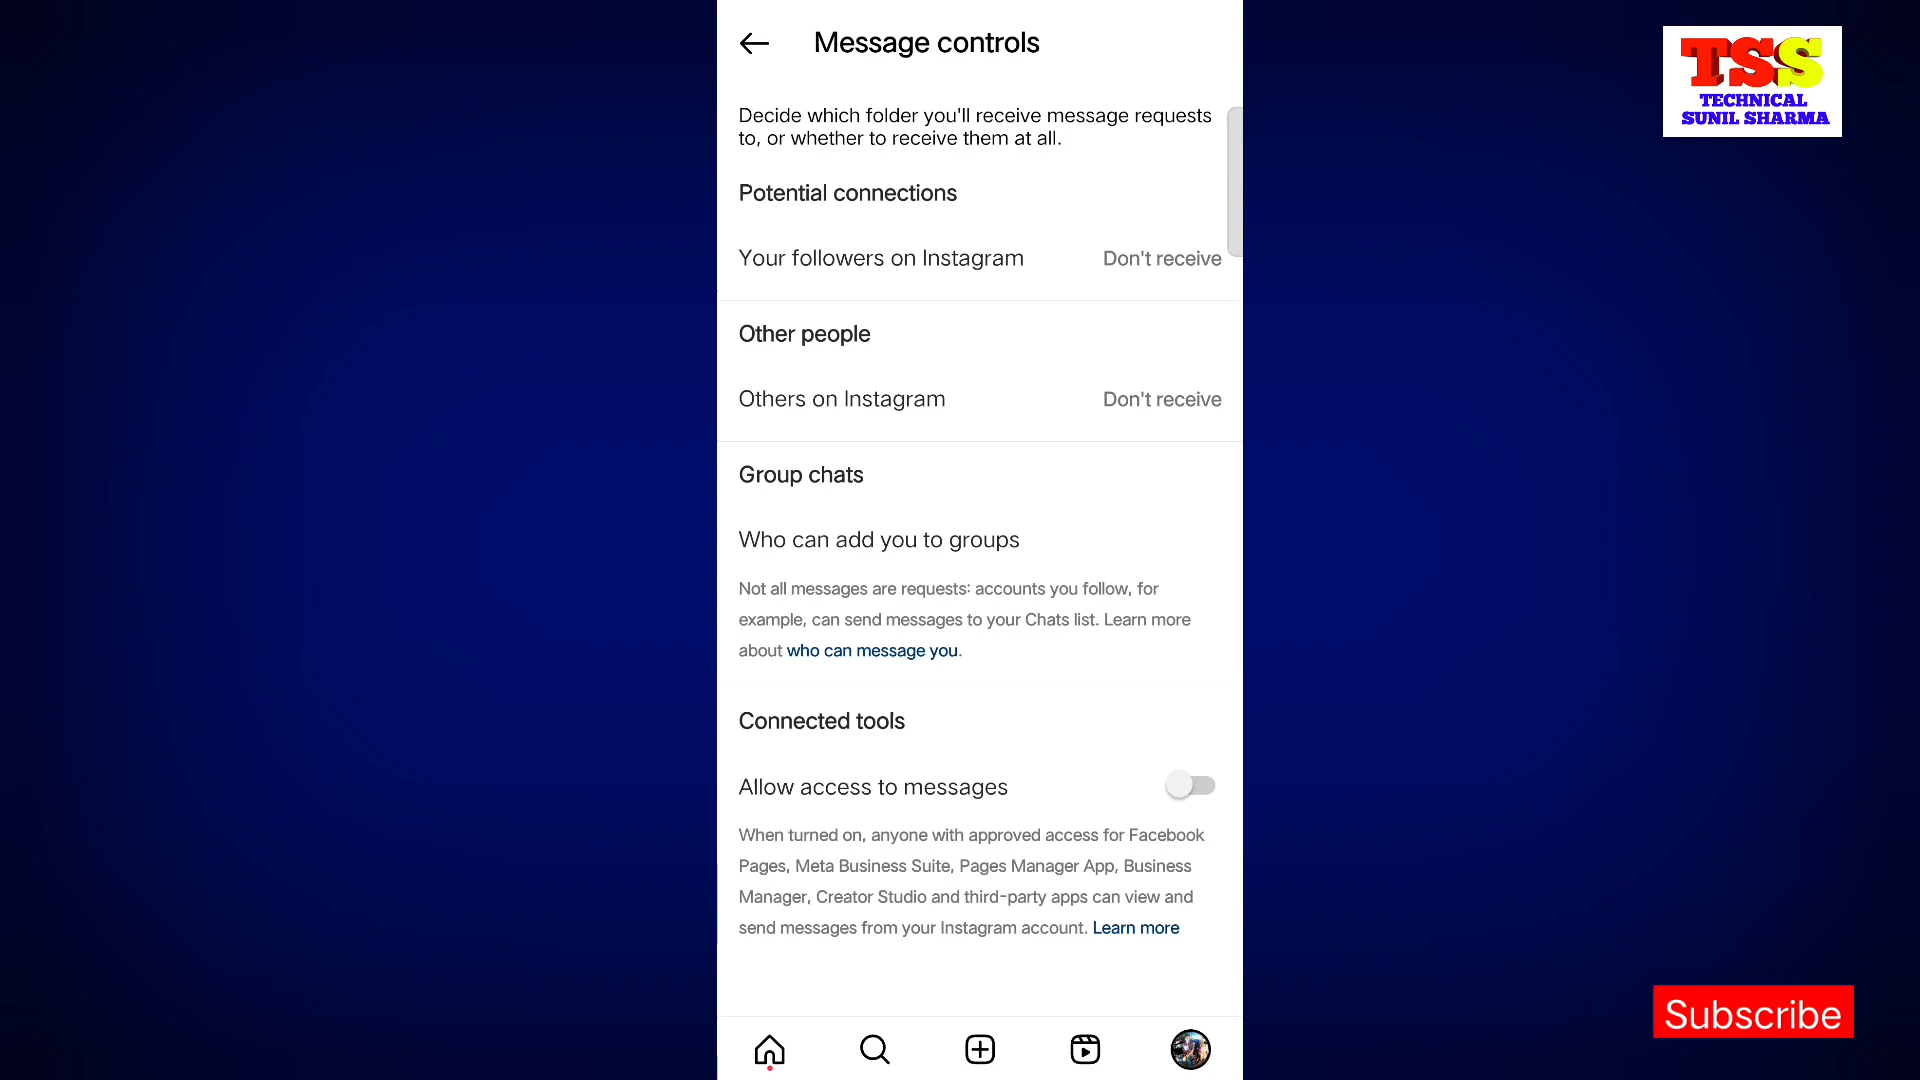 Message controls
Decide which folder you'll receive message requests
to, or whether to receive them at all.
Potential connections
Your followers on Instagram Don't receive
Other people
Others on Instagram Don't receive
Group chats
Who can add you to groups
Not all messages are requests: accounts you follow, for
example, can send messages to your Chats list. Learn more
about who can message you.
Connected tools
Allow access to messages
When turned on, anyone with approved access for Facebook
Pages, Meta Business Suite, Pages Manager App, Business
Manager, Creator Studio and third-party apps can view and
send messages from your Instagram account. Learn more
TSS
TECHNICAL
SUNIL SHARMA
Subscribe